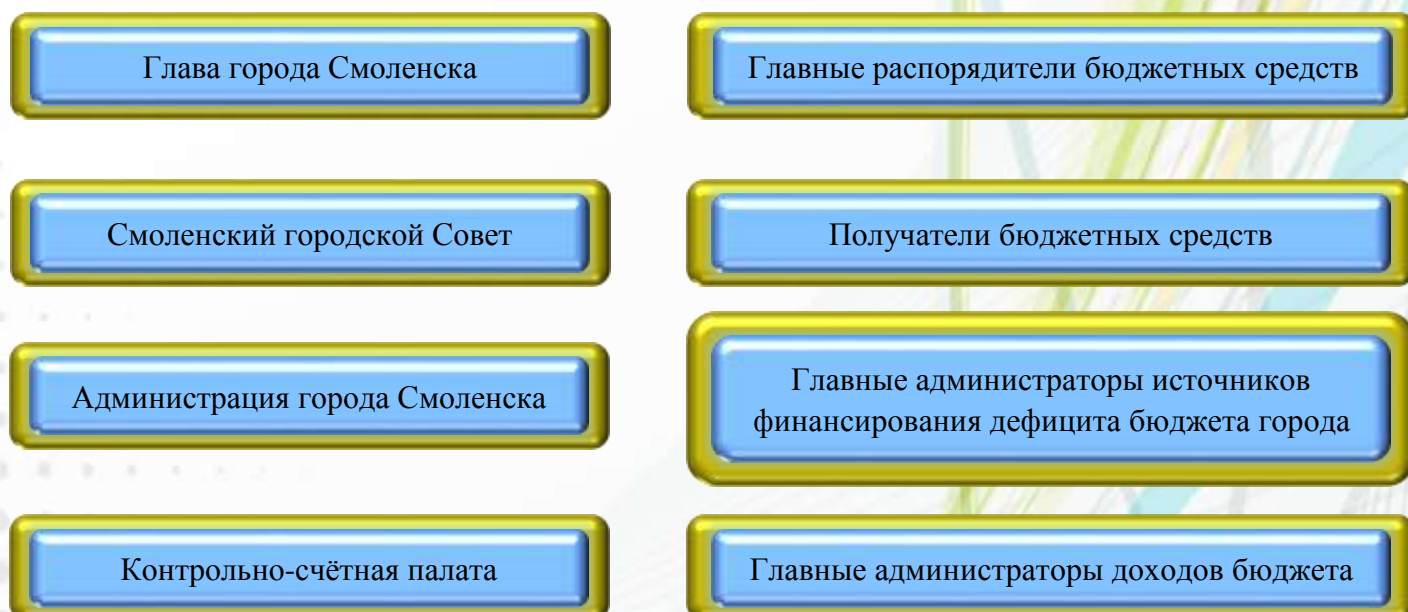 Глава города Смоленска
Главные распорядители бюджетных средств
Смоленский городской Совет
Получатели бюджетных средств
Администрация города Смоленска
Главные администраторы источников
финансирования дефицита бюджета города
Контрольно-счётная палата
Главные администраторы доходов бюджета